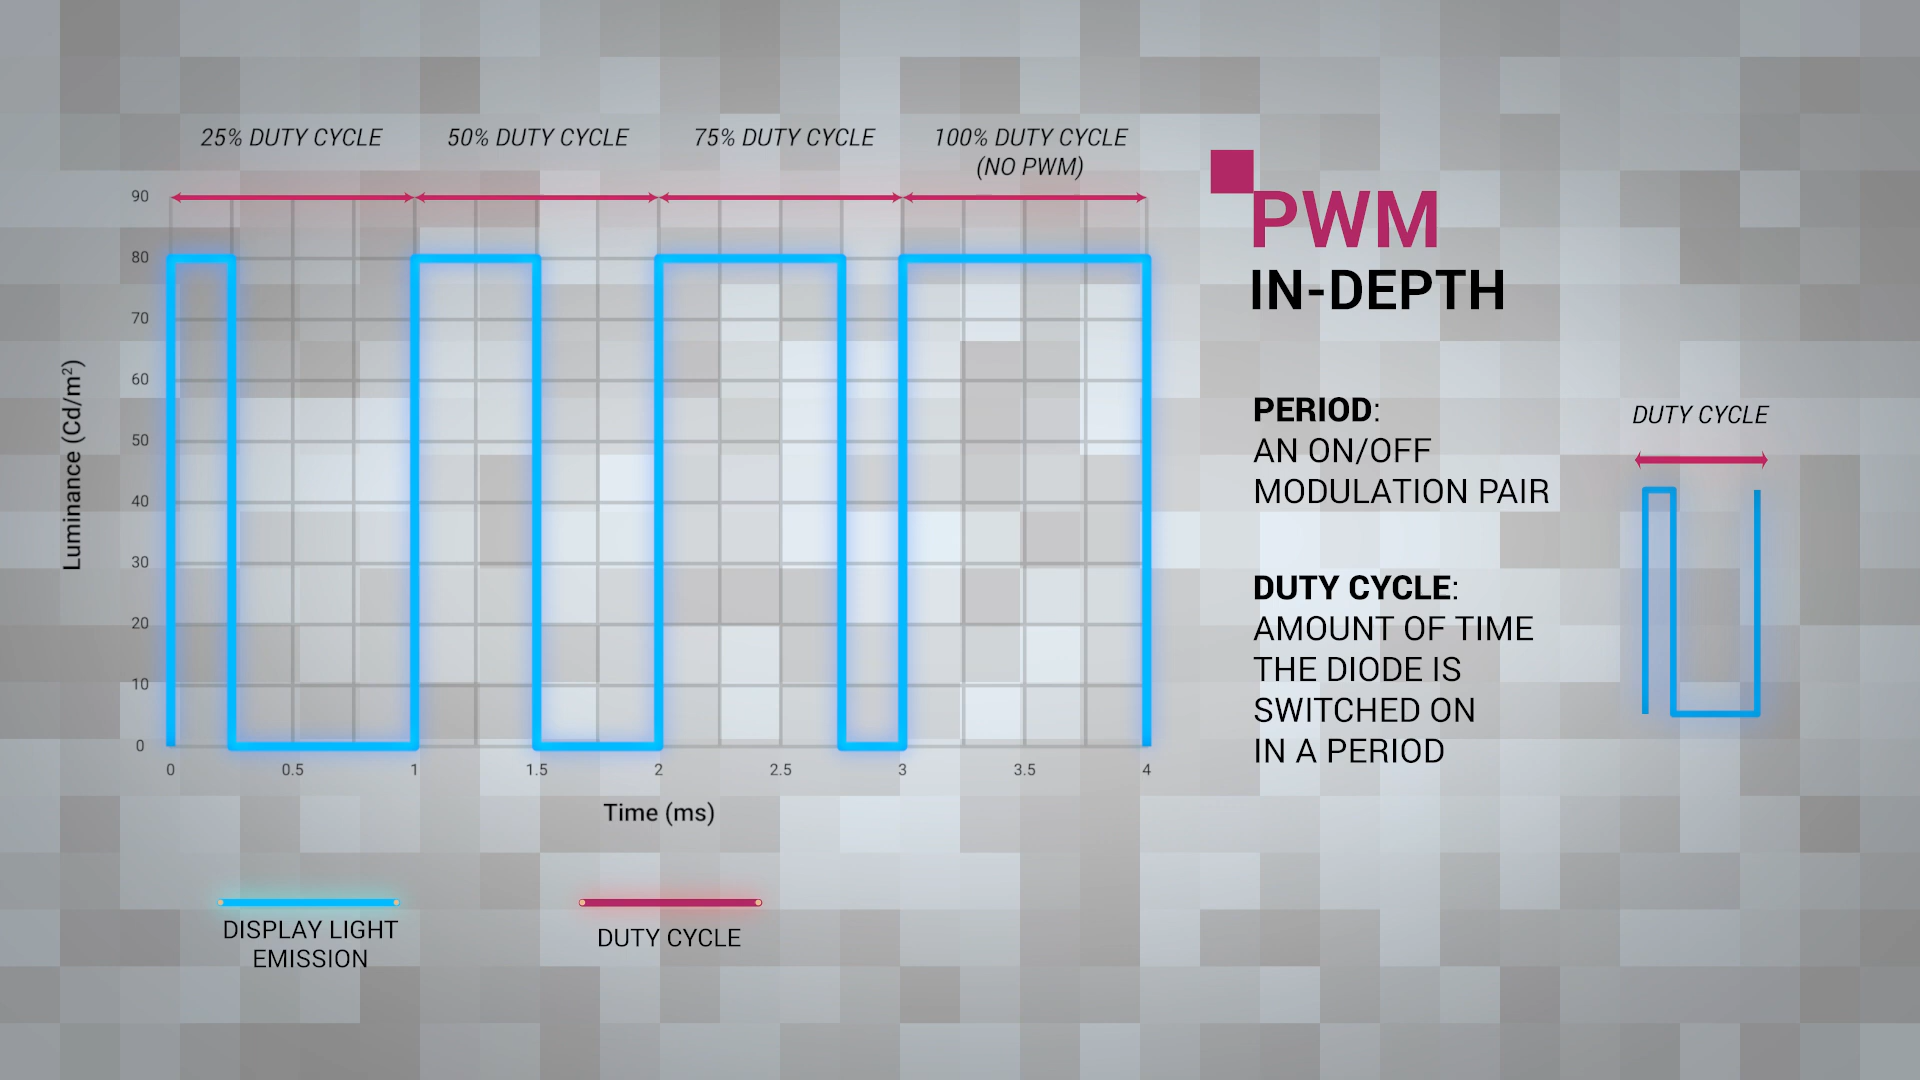 25% DUTY CYCLE
50% DUTY CYCLE
75% DUTY CYCLE
100% DUTY CYCLE
(NO PWM)
90
80
70
60
50
40
30
20
10
0
Luminance (Cd/m²)
0
0.5
1
1.5
2
2.5
3
3.5
4
Time (ms)
DISPLAY LIGHT
EMISSION
DUTY CYCLE
PWM
IN-DEPTH
PERIOD:
AN ON/OFF
MODULATION PAIR
DUTY CYCLE:
AMOUNT OF TIME
THE DIODE IS
SWITCHED ON
IN A PERIOD
DUTY CYCLE